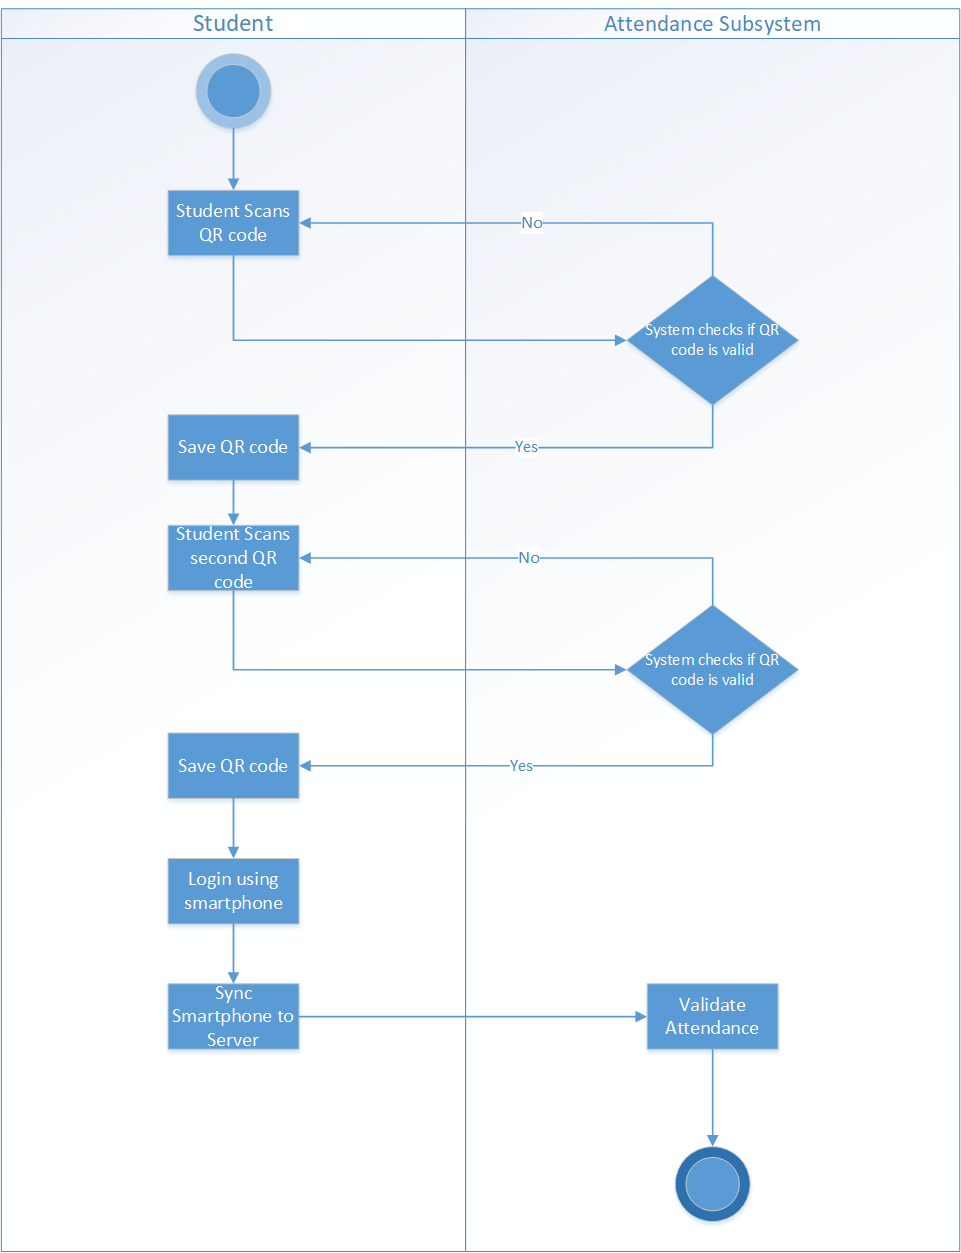 Student
Attendance Subsystem
Student Scans
QR code
No
System checks if QR
code is valid
Save QR code
Yes
Student Scans
second QR
code
No
System checks if QR
code is valid
Save QR code
Yes
Login using
smartphone
Sync
Smartphone to
Server
Validate
Attendance